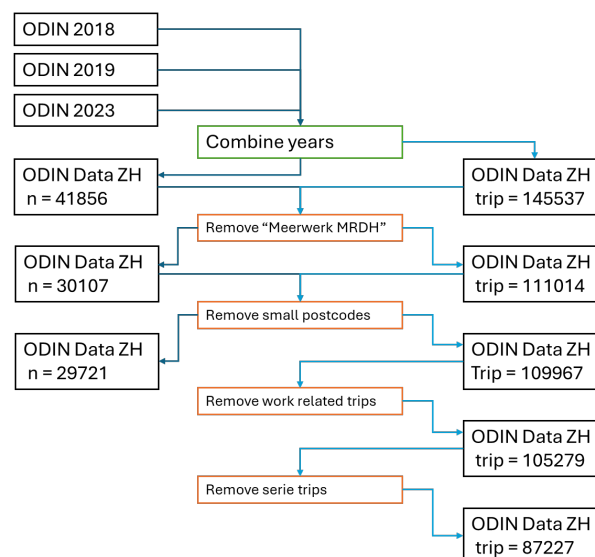 ODIN 2018
ODIN 2019
ODIN 2023
Combine years
ODIN Data ZH
n = 41856
ODIN Data ZH
trip = 145537
Remove “Meerwerk MRDH”
ODIN Data ZH
n = 30107
ODIN Data ZH
trip = 111014
Remove small postcodes
ODIN Data ZH
n = 29721
ODIN Data ZH
Trip = 109967
Remove work related trips
ODIN Data ZH
trip = 105279
Remove serie trips
ODIN Data ZH
trip = 87227